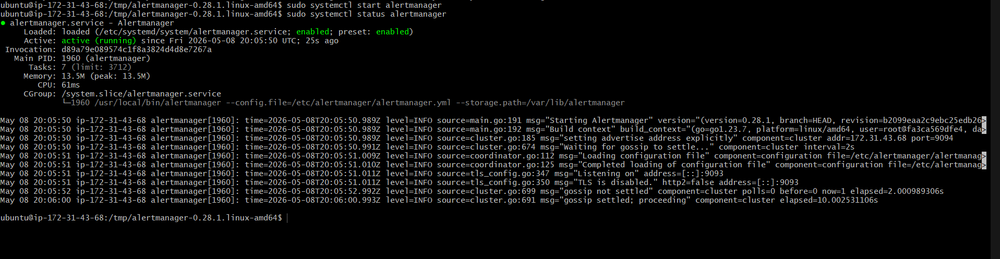 ubuntu@ip-172-31-43-68:/tmp/alertmanager-0.28.1.linux-amd64$ sudo systemctl start alertmanager
ubuntu@ip-172-31-43-68:/tmp/alertmanager-0.28.1.linux-amd64$ sudo systemctl status alertmanager
● alertmanager.service - Alertmanager
Loaded: loaded (/etc/systemd/system/alertmanager.service; enabled; preset: enabled)
Active: active (running) since Fri 2026-05-08 20:05:50 UTC; 25s ago
Invocation: d89a79e089574c1f8a3824d4d8e7267a
Main PID: 1960 (alertmanager)
Tasks: 7 (limit: 3712)
Memory: 13.5M (peak: 13.5M)
CPU: 61ms
CGroup: /system.slice/alertmanager.service
└─1960 /usr/local/bin/alertmanager --config.file=/etc/alertmanager/alertmanager.yml --storage.path=/var/lib/alertmanager
May 08 20:05:50 ip-172-31-43-68 alertmanager[1960]: time=2026-05-08T20:05:50.989Z level=INFO source=main.go:191 msg="Starting Alertmanager" version="(version=0.28.1, branch=HEAD, revision=b2099eaa2c9ebc25edb26>
May 08 20:05:50 ip-172-31-43-68 alertmanager[1960]: time=2026-05-08T20:05:50.989Z level=INFO source=main.go:192 msg="Build context" build_context="(go=go1.23.7, platform=linux/amd64, user=root@fa3ca569dfe4, da>
May 08 20:05:50 ip-172-31-43-68 alertmanager[1960]: time=2026-05-08T20:05:50.989Z level=INFO source=cluster.go:185 msg="setting advertise address explicitly" component=cluster addr=172.31.43.68 port=9094
May 08 20:05:50 ip-172-31-43-68 alertmanager[1960]: time=2026-05-08T20:05:50.991Z level=INFO source=cluster.go:674 msg="Waiting for gossip to settle..." component=cluster interval=2s
May 08 20:05:51 ip-172-31-43-68 alertmanager[1960]: time=2026-05-08T20:05:51.009Z level=INFO source=coordinator.go:112 msg="Loading configuration file" component=configuration file=/etc/alertmanager/alertmanag>
May 08 20:05:51 ip-172-31-43-68 alertmanager[1960]: time=2026-05-08T20:05:51.010Z level=INFO source=coordinator.go:125 msg="Completed loading of configuration file" component=configuration file=/etc/alertmanag>
May 08 20:05:51 ip-172-31-43-68 alertmanager[1960]: time=2026-05-08T20:05:51.011Z level=INFO source=tls_config.go:347 msg="Listening on" address=[::]:9093
May 08 20:05:51 ip-172-31-43-68 alertmanager[1960]: time=2026-05-08T20:05:51.011Z level=INFO source=tls_config.go:350 msg="TLS is disabled." http2=false address=[::]:9093
May 08 20:05:52 ip-172-31-43-68 alertmanager[1960]: time=2026-05-08T20:05:52.992Z level=INFO source=cluster.go:699 msg="gossip not settled" component=cluster polls=0 before=0 now=1 elapsed=2.000989306s
May 08 20:06:00 ip-172-31-43-68 alertmanager[1960]: time=2026-05-08T20:06:00.993Z level=INFO source=cluster.go:691 msg="gossip settled; proceeding" component=cluster elapsed=10.002531106s
ubuntu@ip-172-31-43-68:/tmp/alertmanager-0.28.1.linux-amd64$